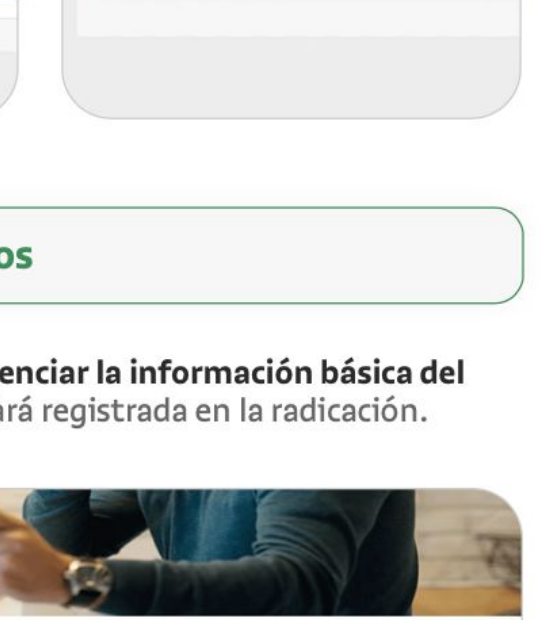 os
enciar la información básica del
ará registrada en la radicación.